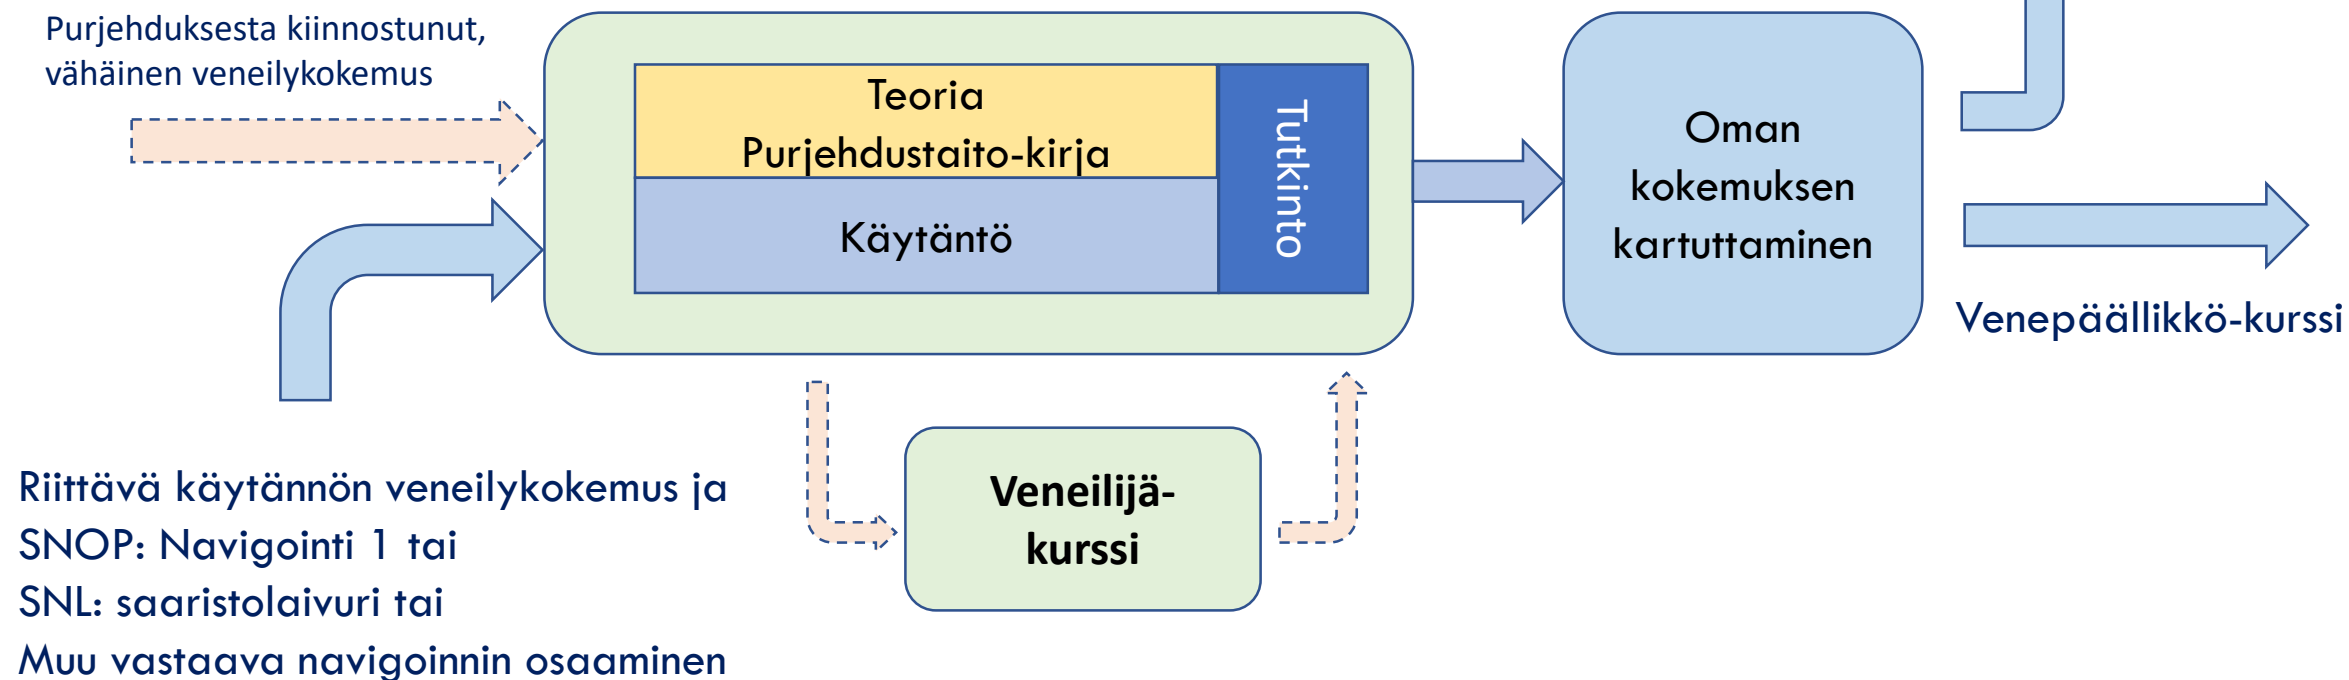 Purjehduksesta kiinnostunut,
vähäinen veneilykokemus
Teoria
Purjehdustaito-kirja
Käytäntö
Tutkinto
Oman
kokemuksen
kartuttaminen
Venepäällikkö-kurssi
Veneilijä-
kurssi
Riittävä käytännön veneilykokemus ja
SNOP: Navigointi 1 tai
SNL: saaristolaivuri tai
Muu vastaava navigoinnin osaaminen